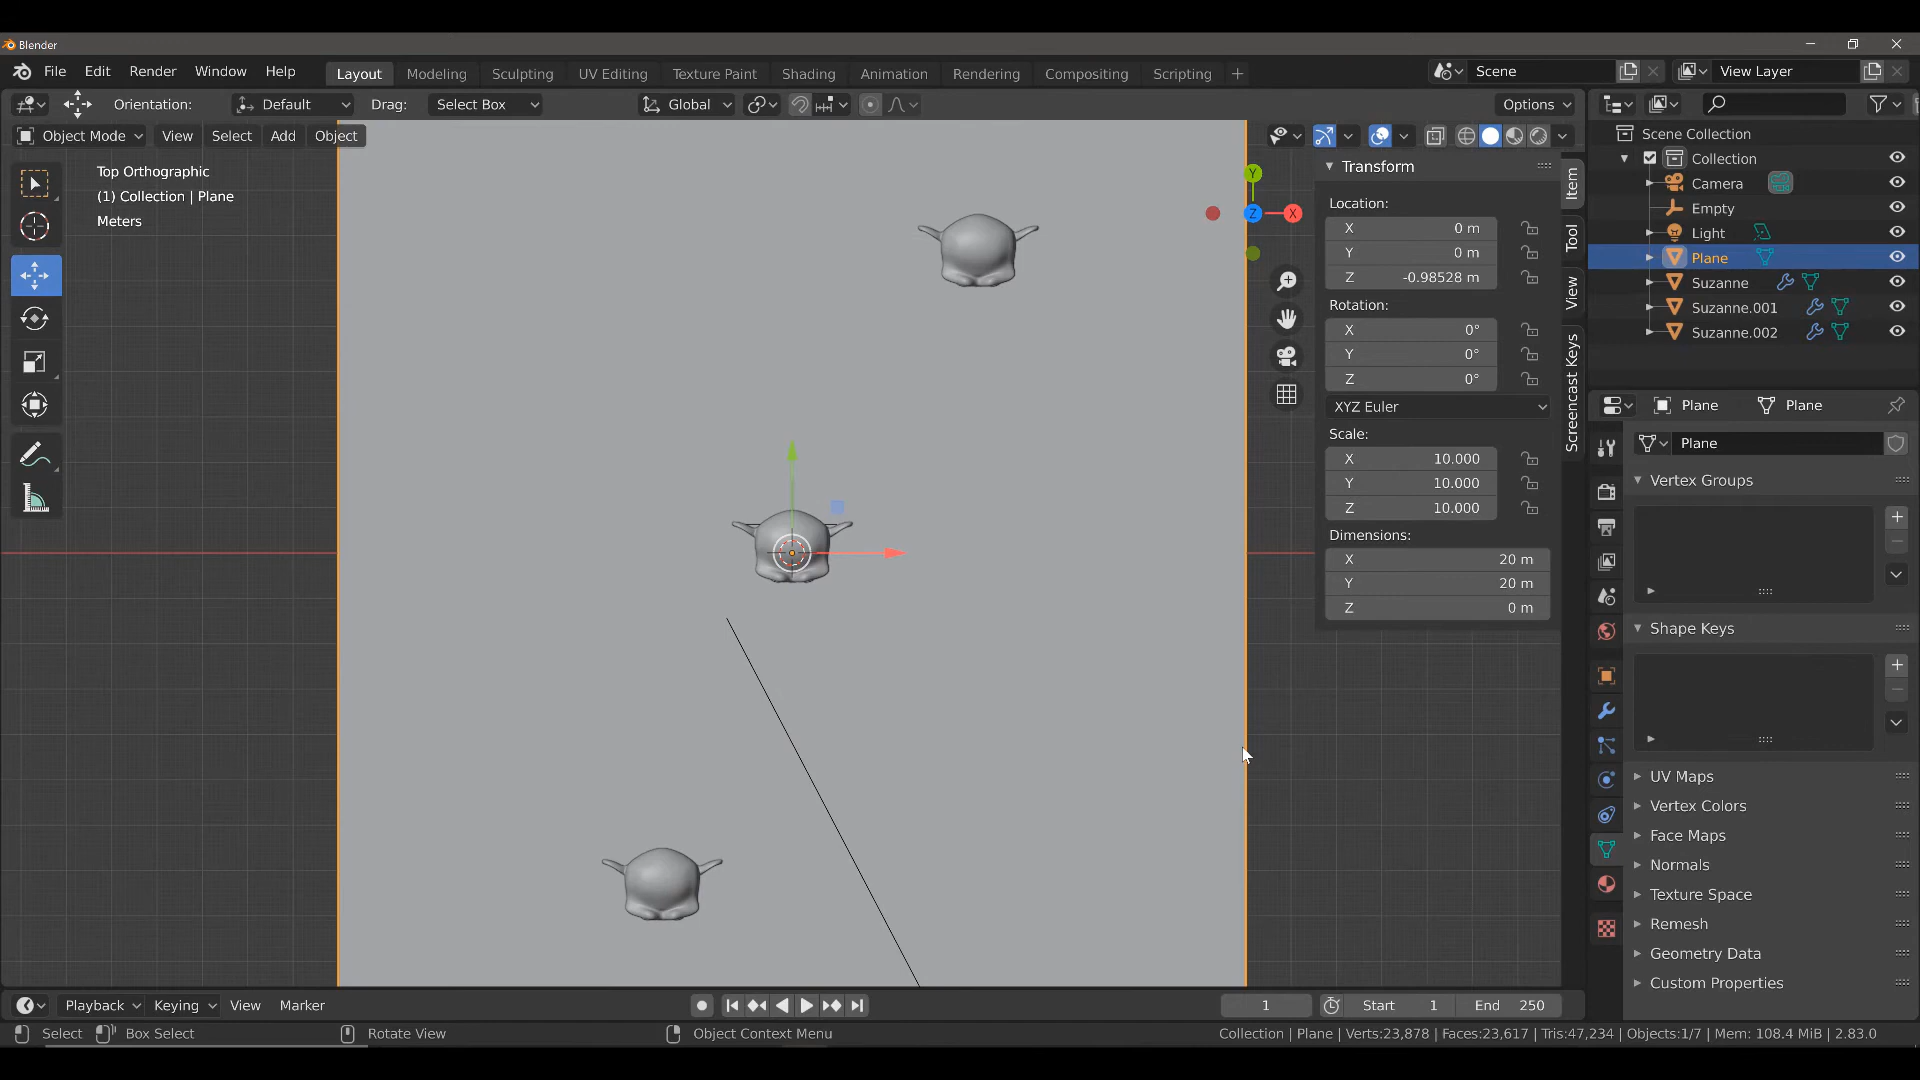 Blender
File Edit Render Window Help Layout Modeling Sculpting UV Editing Texture Paint Shading Animation Rendering Compositing Scripting + Scene View Layer
Orientation: Default Drag: Select Box Global Options
Object Mode View Select Add Object
Top Orthographic
(1) Collection | Plane
Meters
Y
Z X
Transform
Location:
X 0 m
Y 0 m
Z -0.98528 m
Rotation:
X 0°
Y 0°
Z 0°
XYZ Euler
Scale:
X 10.000
Y 10.000
Z 10.000
Dimensions:
X 20 m
Y 20 m
Z 0 m
Item
Tool
View
Screencast Keys
Scene Collection
Collection
Camera
Empty
Light
Plane
Suzanne
Suzanne.001
Suzanne.002
Plane Plane
Plane
Vertex Groups
Shape Keys
UV Maps
Vertex Colors
Face Maps
Normals
Texture Space
Remesh
Geometry Data
Custom Properties
Playback Keying View Marker 1 Start 1 End 250
Select Box Select Rotate View Object Context Menu Collection | Plane | Verts:23,878 | Faces:23,617 | Tris:47,234 | Objects:1/7 | Mem: 108.4 MiB | 2.83.0